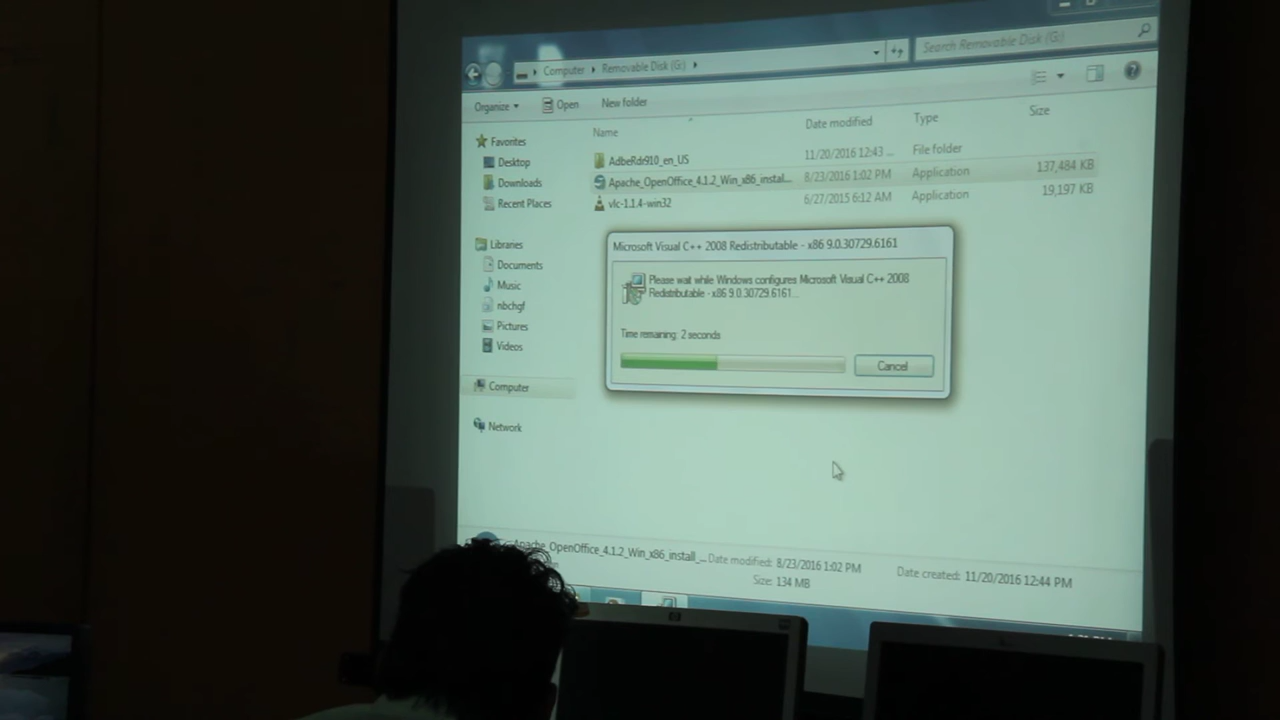 Computer ▸ Removable Disk (G:) ▸
Search Removable Disk (G:)
Organize ▾ Open New folder
Name Date modified Type Size
AdbeRdr910_en_US 11/20/2016 12:43 ... File folder
Apache_OpenOffice_4.1.2_Win_x86_instal... 8/23/2016 1:02 PM Application 137,484 KB
vlc-1.1.4-win32 6/27/2015 6:12 AM Application 19,197 KB
Favorites
Desktop
Downloads
Recent Places
Libraries
Documents
Music
nbchgf
Pictures
Videos
Computer
Network
Microsoft Visual C++ 2008 Redistributable - x86 9.0.30729.6161
Please wait while Windows configures Microsoft Visual C++ 2008
Redistributable - x86 9.0.30729.6161...
Time remaining: 2 seconds
Cancel
Apache_OpenOffice_4.1.2_Win_x86_install_... Date modified: 8/23/2016 1:02 PM Date created: 11/20/2016 12:44 PM
Size: 134 MB
hp